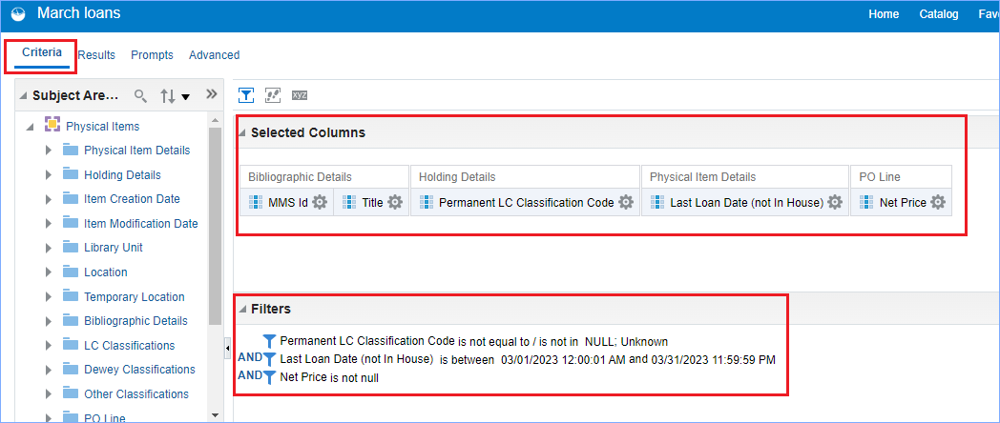 March loans
Home Catalog Favo
Criteria Results Prompts Advanced
Subject Are...
Physical Items
Physical Item Details
Holding Details
Item Creation Date
Item Modification Date
Library Unit
Location
Temporary Location
Bibliographic Details
LC Classifications
Dewey Classifications
Other Classifications
PO Line
xyz
Selected Columns
Bibliographic Details Holding Details Physical Item Details PO Line
MMS Id Title Permanent LC Classification Code Last Loan Date (not In House) Net Price
Filters
Permanent LC Classification Code is not equal to / is not in NULL; Unknown
AND Last Loan Date (not In House) is between 03/01/2023 12:00:01 AM and 03/31/2023 11:59:59 PM
AND Net Price is not null